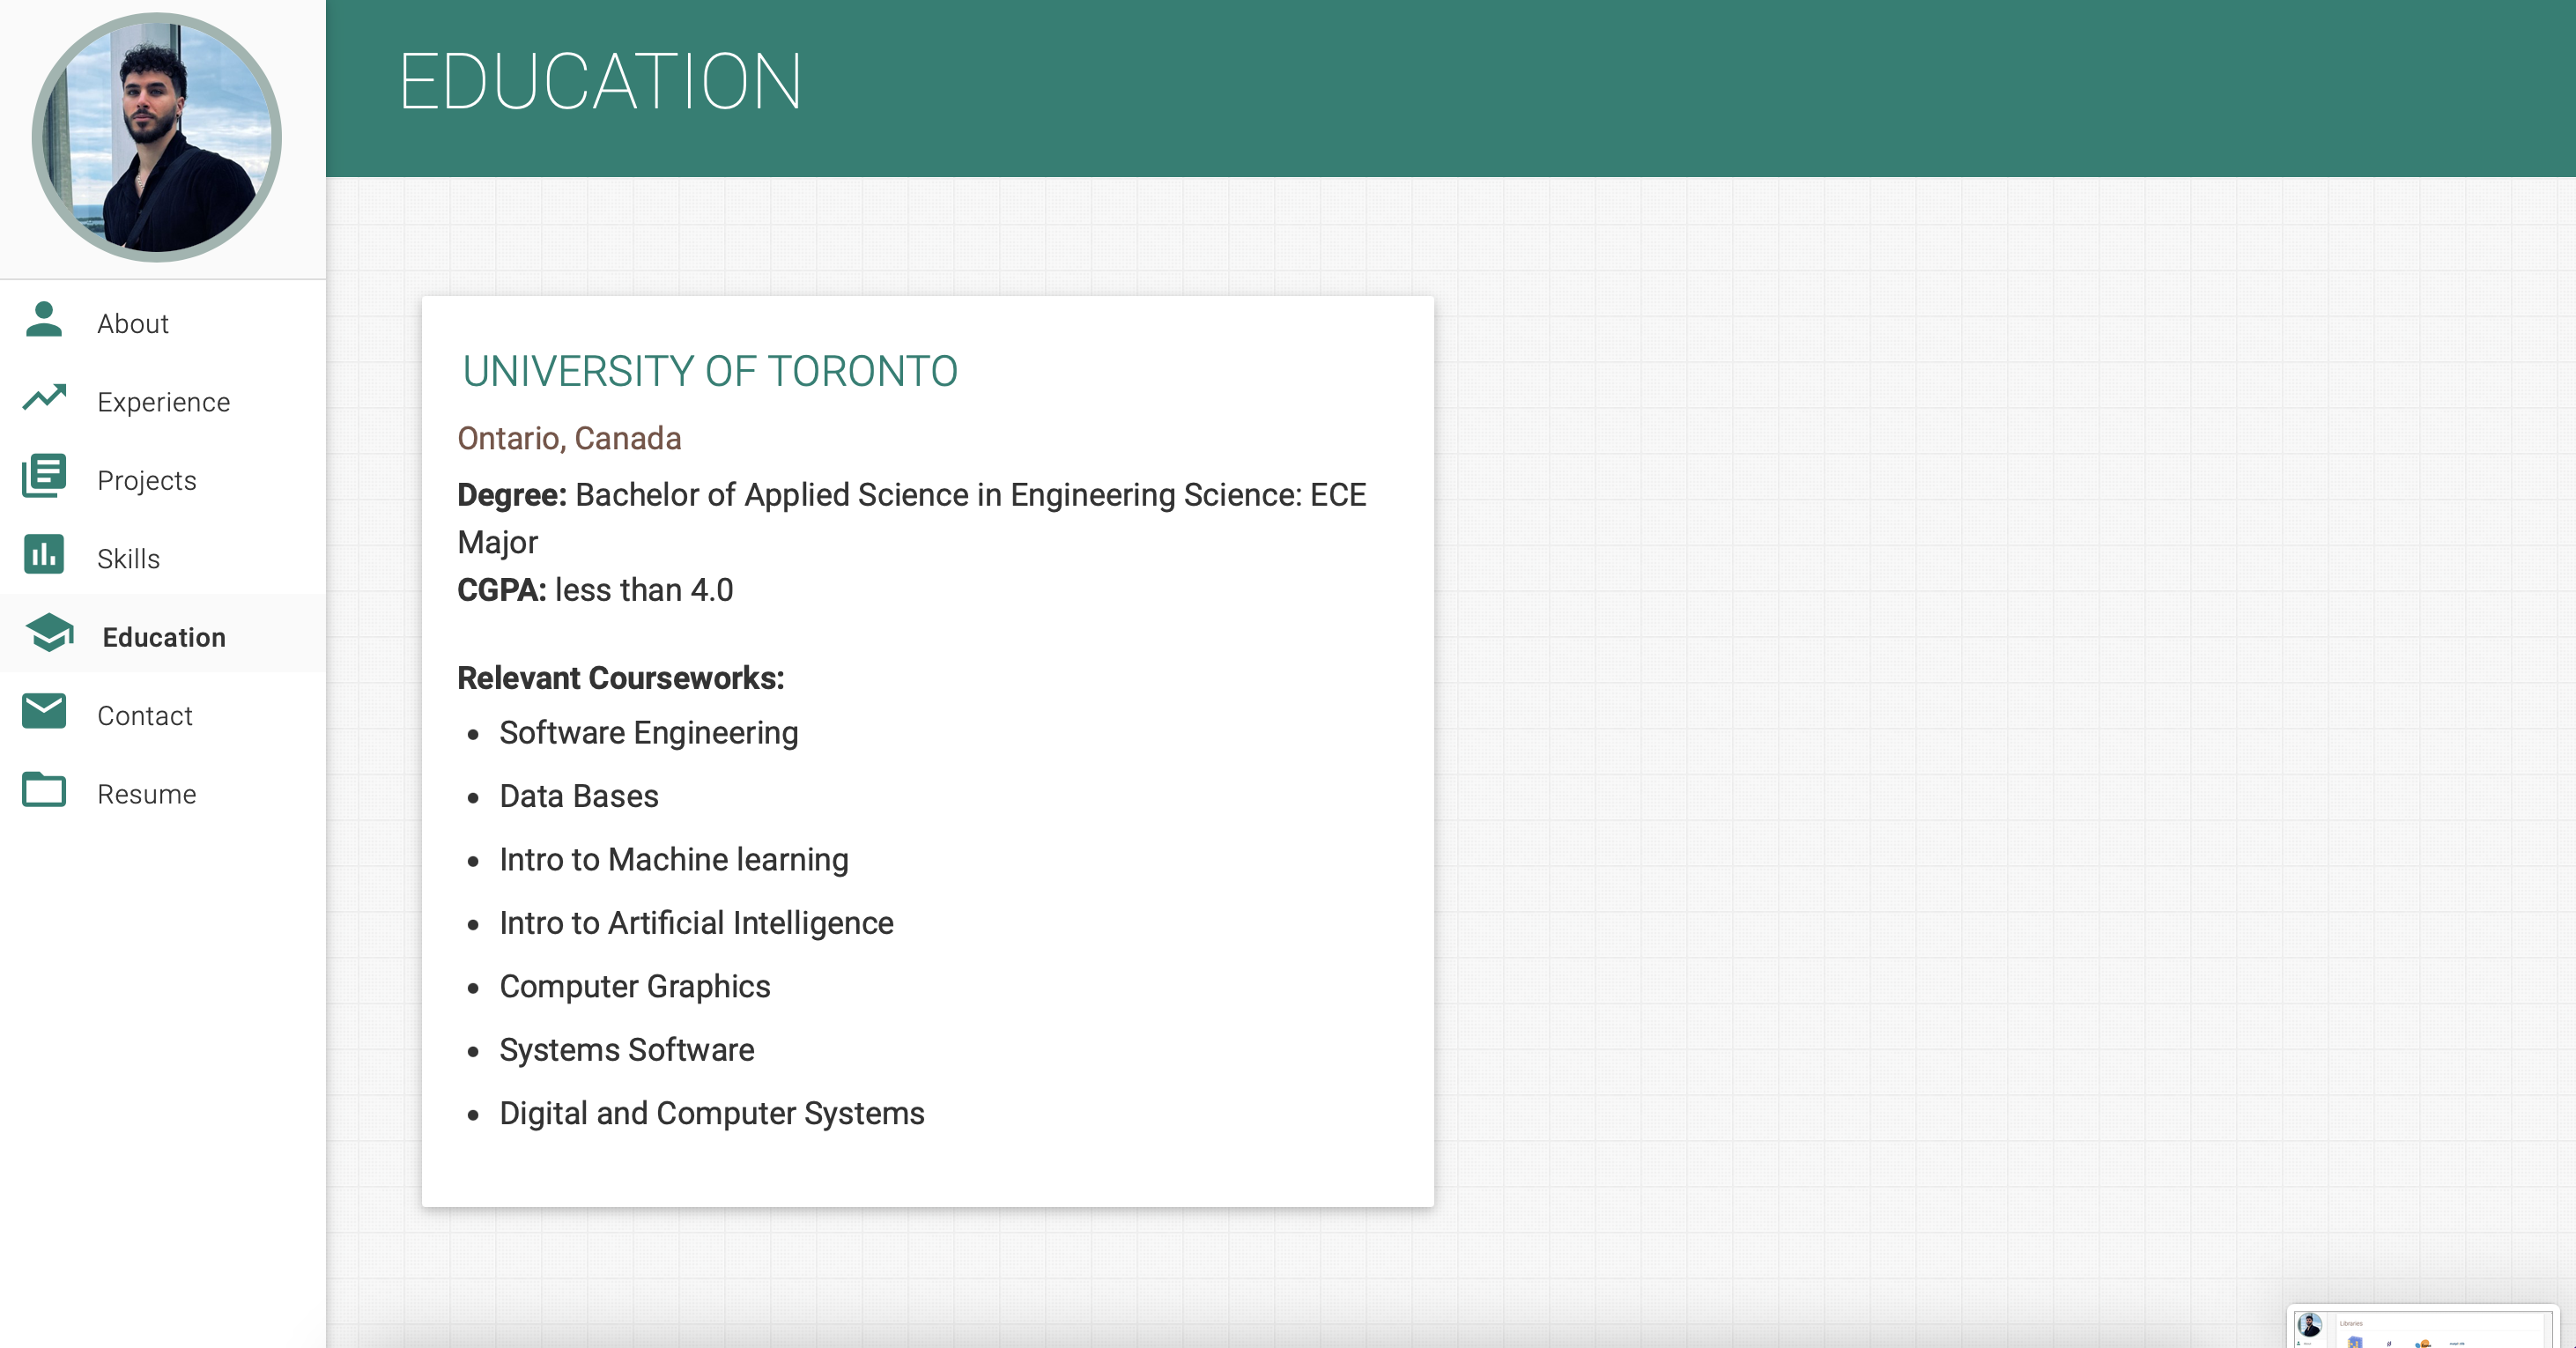 EDUCATION
About
Experience
Projects
Skills
Education
Contact
Resume
UNIVERSITY OF TORONTO
Ontario, Canada
Degree: Bachelor of Applied Science in Engineering Science: ECE
Major
CGPA: less than 4.0
Relevant Courseworks:
Software Engineering
Data Bases
Intro to Machine learning
Intro to Artificial Intelligence
Computer Graphics
Systems Software
Digital and Computer Systems
Libraries